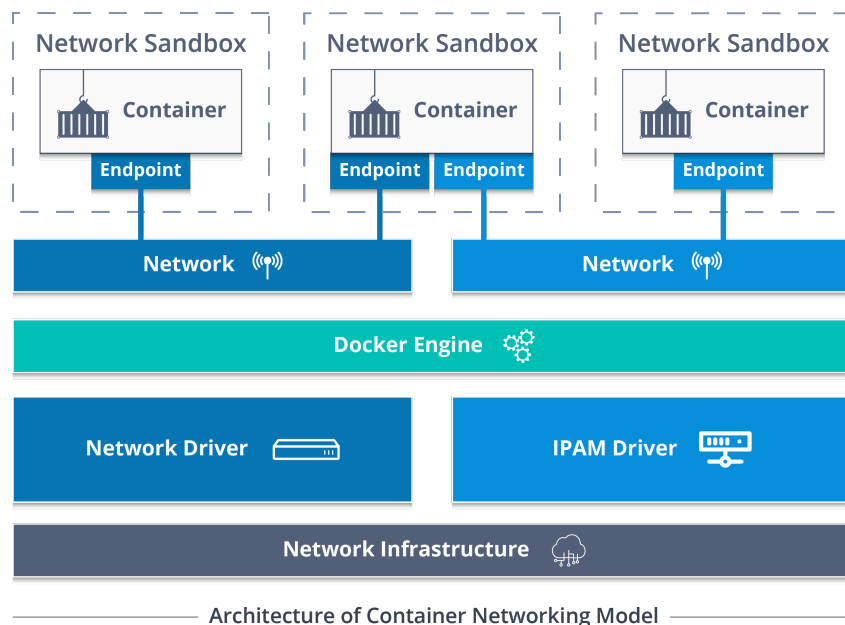 Network Sandbox
Network Sandbox
Network Sandbox
Container
Container
Container
Endpoint
Endpoint
Endpoint
Endpoint
Network
Network
Docker Engine
Network Driver
IPAM Driver
Network Infrastructure
Architecture of Container Networking Model